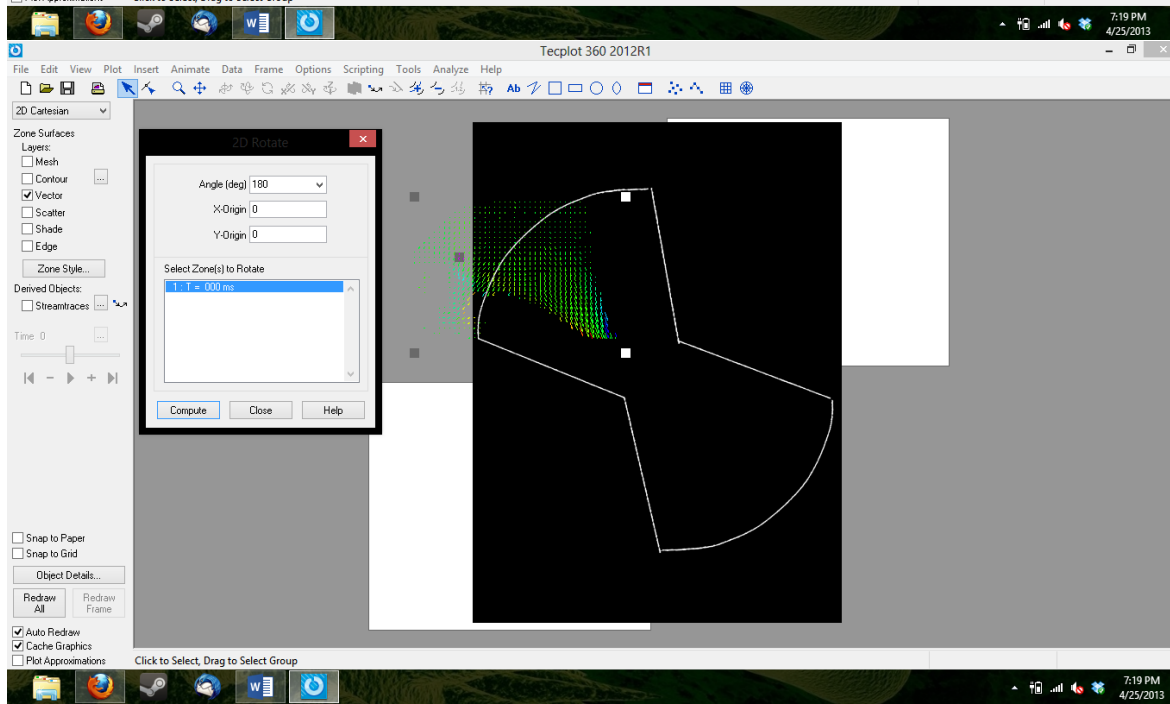 Click to Select, Drag to Select Group
7:19 PM
4/25/2013
Tecplot 360 2012R1
File Edit View Plot Insert Animate Data Frame Options Scripting Tools Analyze Help
Ab
2D Cartesian
Zone Surfaces
Layers:
Mesh
Contour ...
Vector
Scatter
Shade
Edge
Zone Style...
Derived Objects:
Streamtraces ...
Time 0 ...
2D Rotate
Angle (deg) 180
X-Origin 0
Y-Origin 0
Select Zone(s) to Rotate
1 : T = 000 ms
Compute Close Help
Snap to Paper
Snap to Grid
Object Details...
Redraw All
Redraw Frame
Auto Redraw
Cache Graphics
Plot Approximations
Click to Select, Drag to Select Group
7:19 PM
4/25/2013